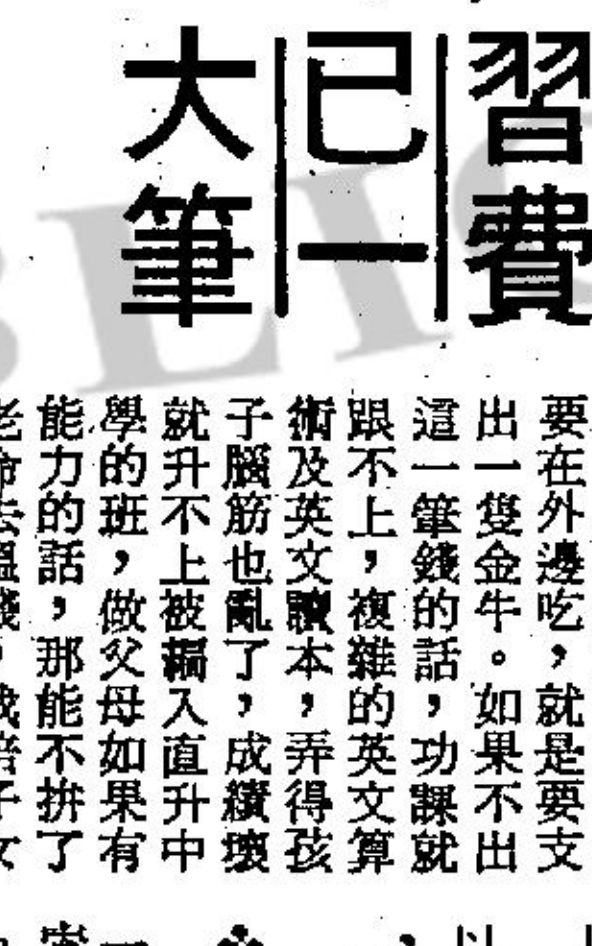 習費
已一
大筆
要在外邊吃，就是要支
出一隻金牛。如果不出
這一筆錢的話，功課就
跟不上，複雜的英文算
術及英文讀本，弄得孩
子腦筋也亂了，成績壞
就升不上被編入直升中
學的班，做父母如果有
能力的話，那能不拚了